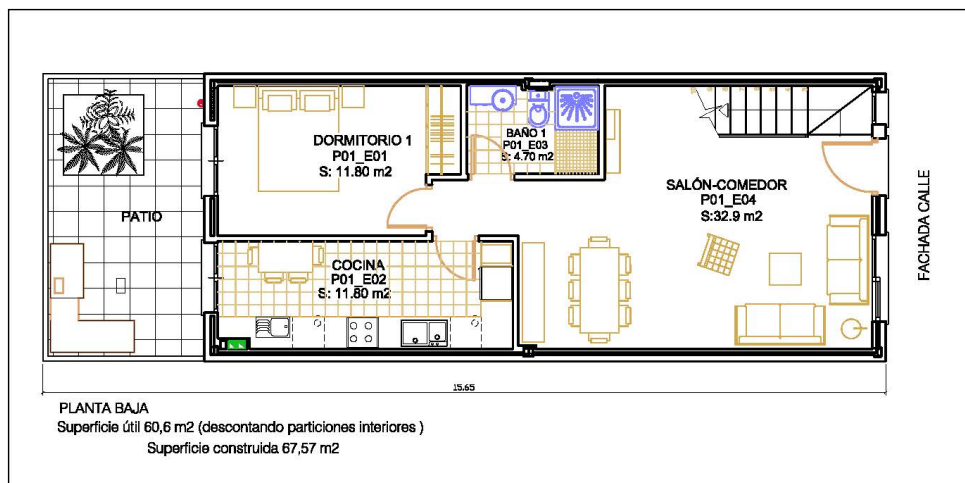 DORMITORIO 1
P01_E01
S: 11.80 m2
BAÑO 1
P01_E03
S: 4.70 m2
SALÓN-COMEDOR
P01_E04
S:32.9 m2
PATIO
COCINA
P01_E02
S: 11.80 m2
FACHADA CALLE
15.65
PLANTA BAJA
Superficie útil 60,6 m2 (descontando particiones interiores )
Superficie construida 67,57 m2